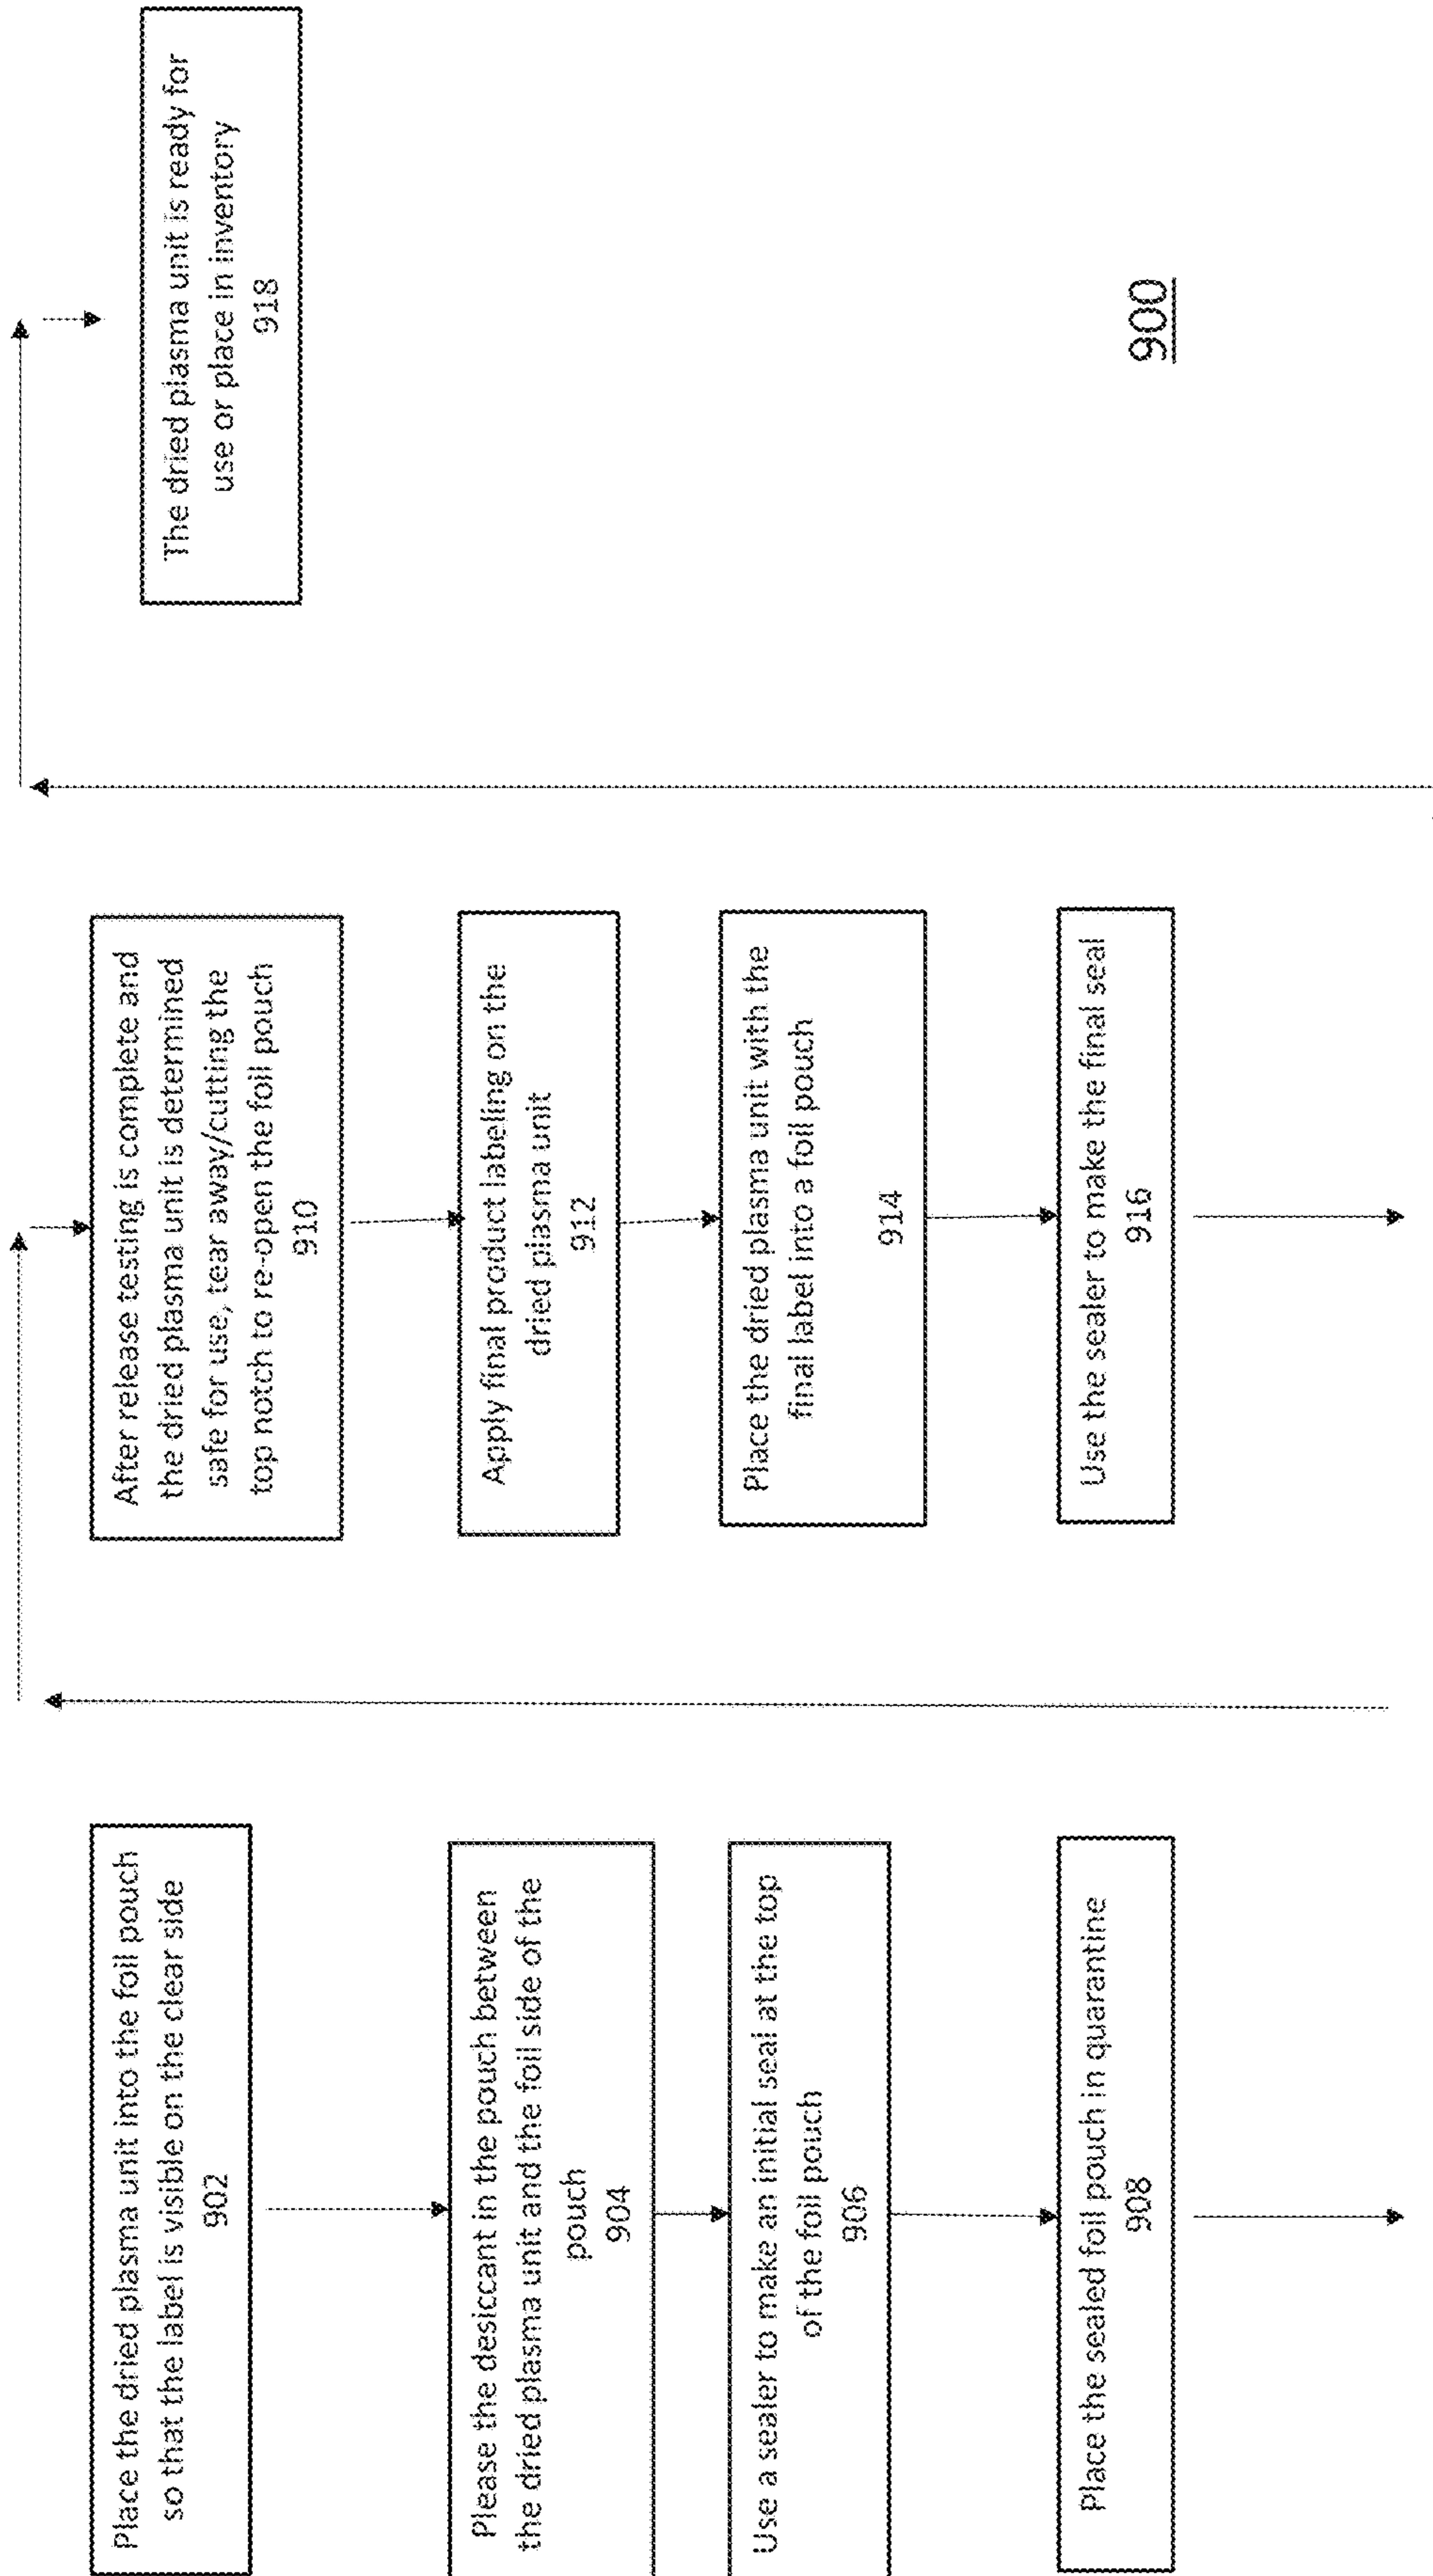 Place the dried plasma unit into the foil pouch
so that the label is visible on the clear side
902
Please the desiccant in the pouch between
the dried plasma unit and the foil side of the
pouch
904
Use a sealer to make an initial seal at the top
of the foil pouch
906
Place the sealed foil pouch in quarantine
908
After release testing is complete and
the dried plasma unit is determined
safe for use, tear away/cutting the
top notch to re-open the foil pouch
910
Apply final product labeling on the
dried plasma unit
912
Place the dried plasma unit with the
final label into a foil pouch
914
Use the sealer to make the final seal
916
The dried plasma unit is ready for
use or place in inventory
918
900